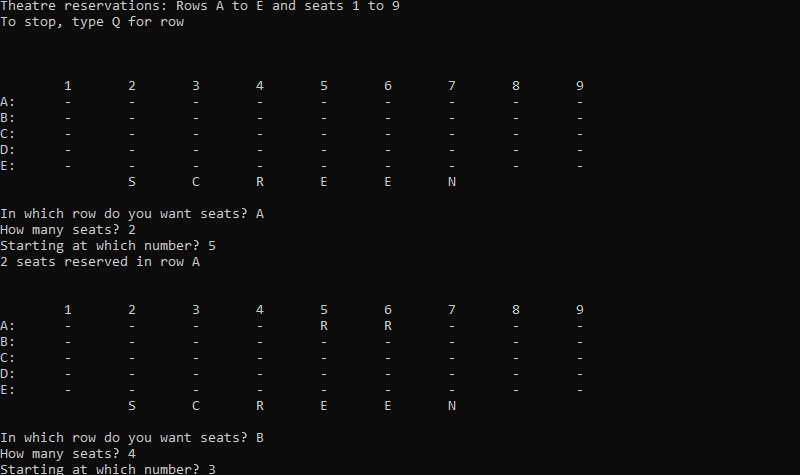 Theatre reservations: Rows A to E and seats 1 to 9
To stop, type Q for row
1 2 3 4 5 6 7 8 9
A: - - - - - - - - -
B: - - - - - - - - -
C: - - - - - - - - -
D: - - - - - - - - -
E: - - - - - - - - -
S C R E E N
In which row do you want seats? A
How many seats? 2
Starting at which number? 5
2 seats reserved in row A
1 2 3 4 5 6 7 8 9
A: - - - - R R - - -
B: - - - - - - - - -
C: - - - - - - - - -
D: - - - - - - - - -
E: - - - - - - - - -
S C R E E N
In which row do you want seats? B
How many seats? 4
Starting at which number? 3